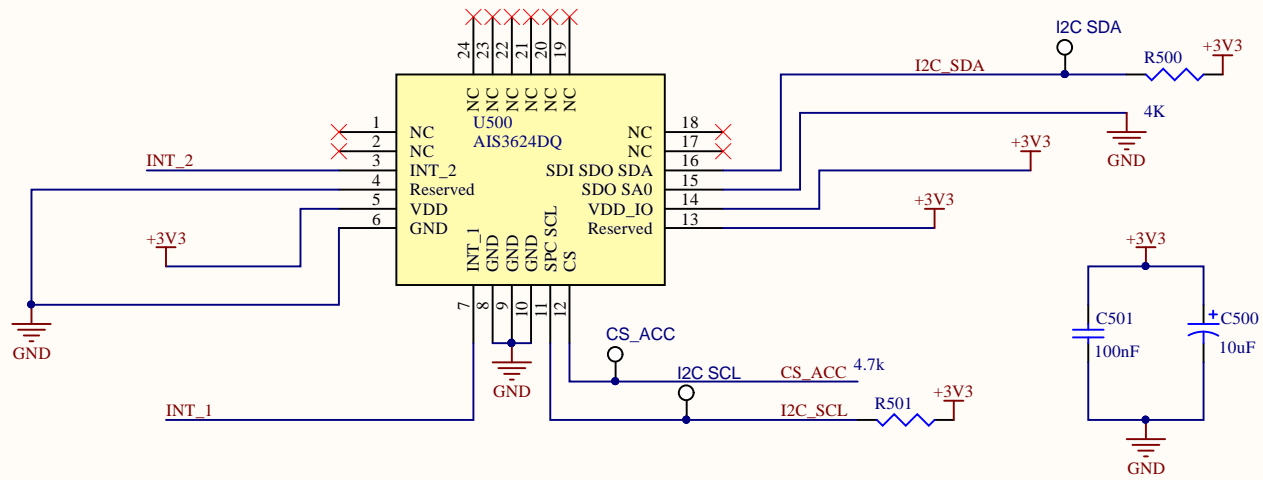 24
23
22
21
20
19
NC
NC
NC
NC
NC
NC
U500
AIS3624DQ
1
NC
2
NC
INT_2
3
INT_2
4
Reserved
5
VDD
6
GND
+3V3
GND
18
NC
17
NC
16
SDI SDO SDA
15
SDO SA0
14
VDD_IO
13
Reserved
INT_1
GND
GND
GND
SPC SCL
CS
7
8
9
10
11
12
I2C SDA
I2C_SDA
R500
+3V3
4K
GND
+3V3
+3V3
GND
CS_ACC
CS_ACC
4.7k
I2C SCL
I2C_SCL
R501
+3V3
INT_1
+3V3
C501
100nF
C500
10uF
+
GND